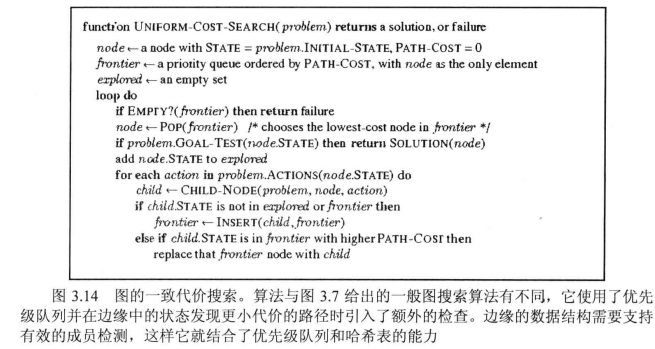 function UNIFORM-COST-SEARCH(problem) returns a solution, or failure
node ← a node with STATE = problem.INITIAL-STATE, PATH-COST = 0
frontier ← a priority queue ordered by PATH-COST, with node as the only element
explored ← an empty set
loop do
if EMPTY?(frontier) then return failure
node ← POP(frontier) /* chooses the lowest-cost node in frontier */
if problem.GOAL-TEST(node.STATE) then return SOLUTION(node)
add node.STATE to explored
for each action in problem.ACTIONS(node.STATE) do
child ← CHILD-NODE(problem, node, action)
if child.STATE is not in explored or frontier then
frontier ← INSERT(child, frontier)
else if child.STATE is in frontier with higher PATH-COST then
replace that frontier node with child
图 3.14 图的一致代价搜索。算法与图 3.7 给出的一般图搜索算法有不同，它使用了优先
级队列并在边缘中的状态发现更小代价的路径时引入了额外的检查。边缘的数据结构需要支持
有效的成员检测，这样它就结合了优先级队列和哈希表的能力